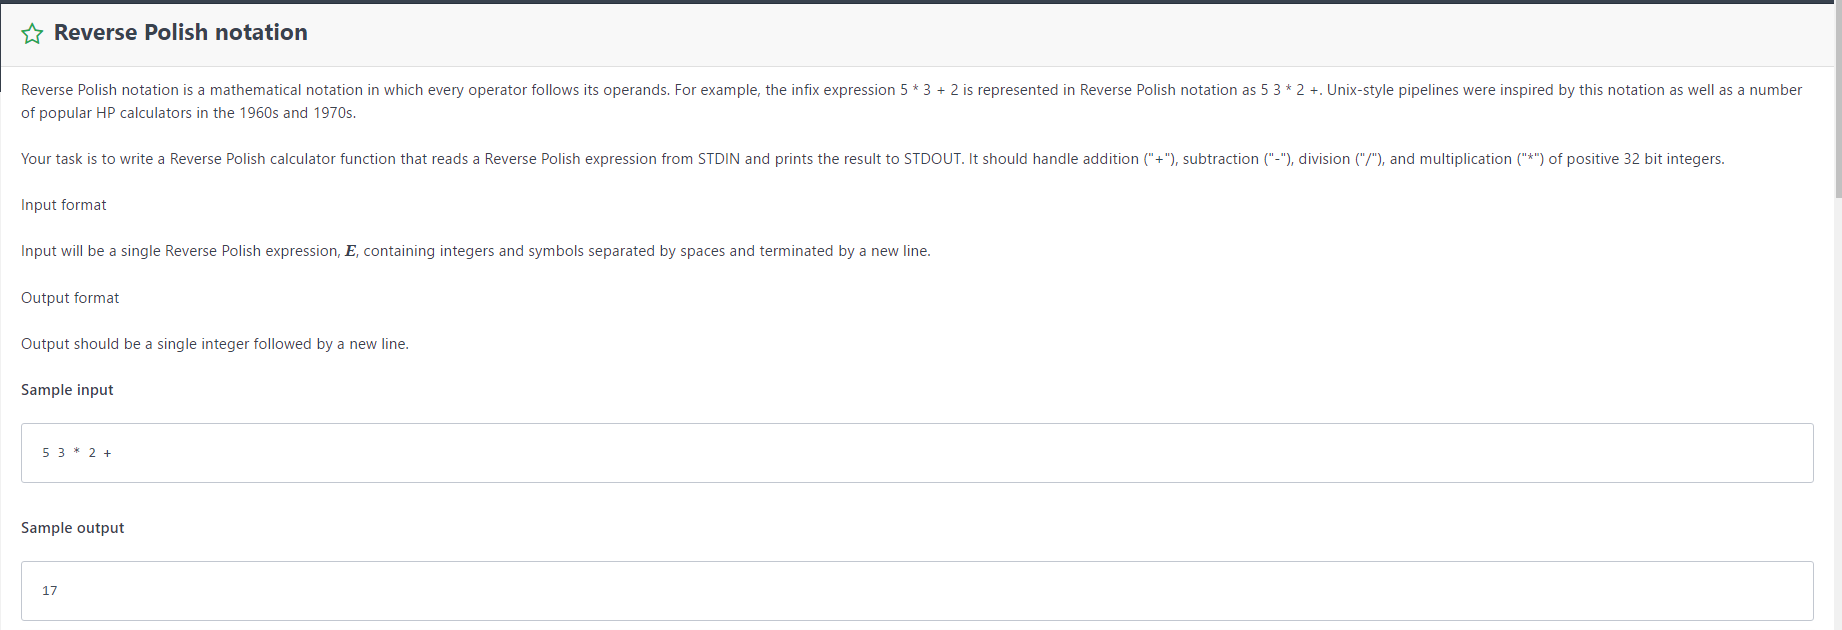 Reverse Polish notation
Reverse Polish notation is a mathematical notation in which every operator follows its operands. For example, the infix expression 5 * 3 + 2 is represented in Reverse Polish notation as 5 3 * 2 +. Unix-style pipelines were inspired by this notation as well as a number
of popular HP calculators in the 1960s and 1970s.
Your task is to write a Reverse Polish calculator function that reads a Reverse Polish expression from STDIN and prints the result to STDOUT. It should handle addition ("+"), subtraction ("-"), division ("/"), and multiplication ("*") of positive 32 bit integers.
Input format
Input will be a single Reverse Polish expression, E, containing integers and symbols separated by spaces and terminated by a new line.
Output format
Output should be a single integer followed by a new line.
Sample input
5 3 * 2 +
Sample output
17